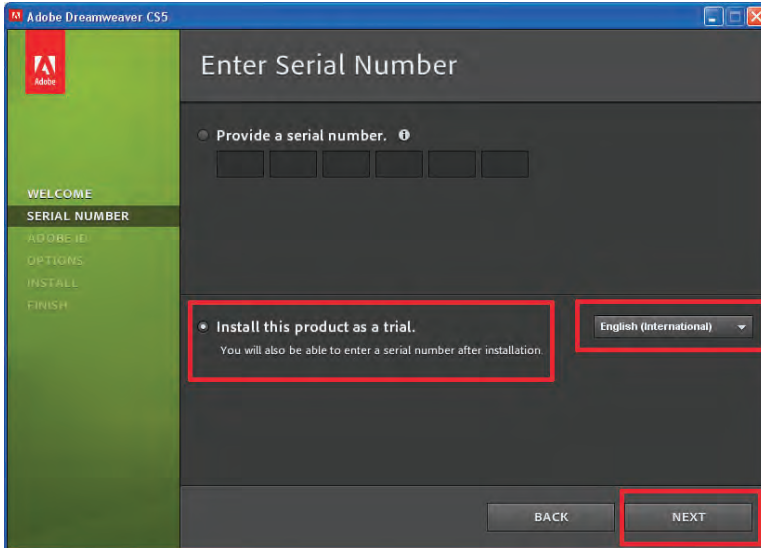 Adobe Dreamweaver CS5
Adobe
Enter Serial Number
Provide a serial number.
WELCOME
SERIAL NUMBER
ADOBE ID
OPTIONS
INSTALL
FINISH
Install this product as a trial.
You will also be able to enter a serial number after installation.
English (International)
BACK
NEXT